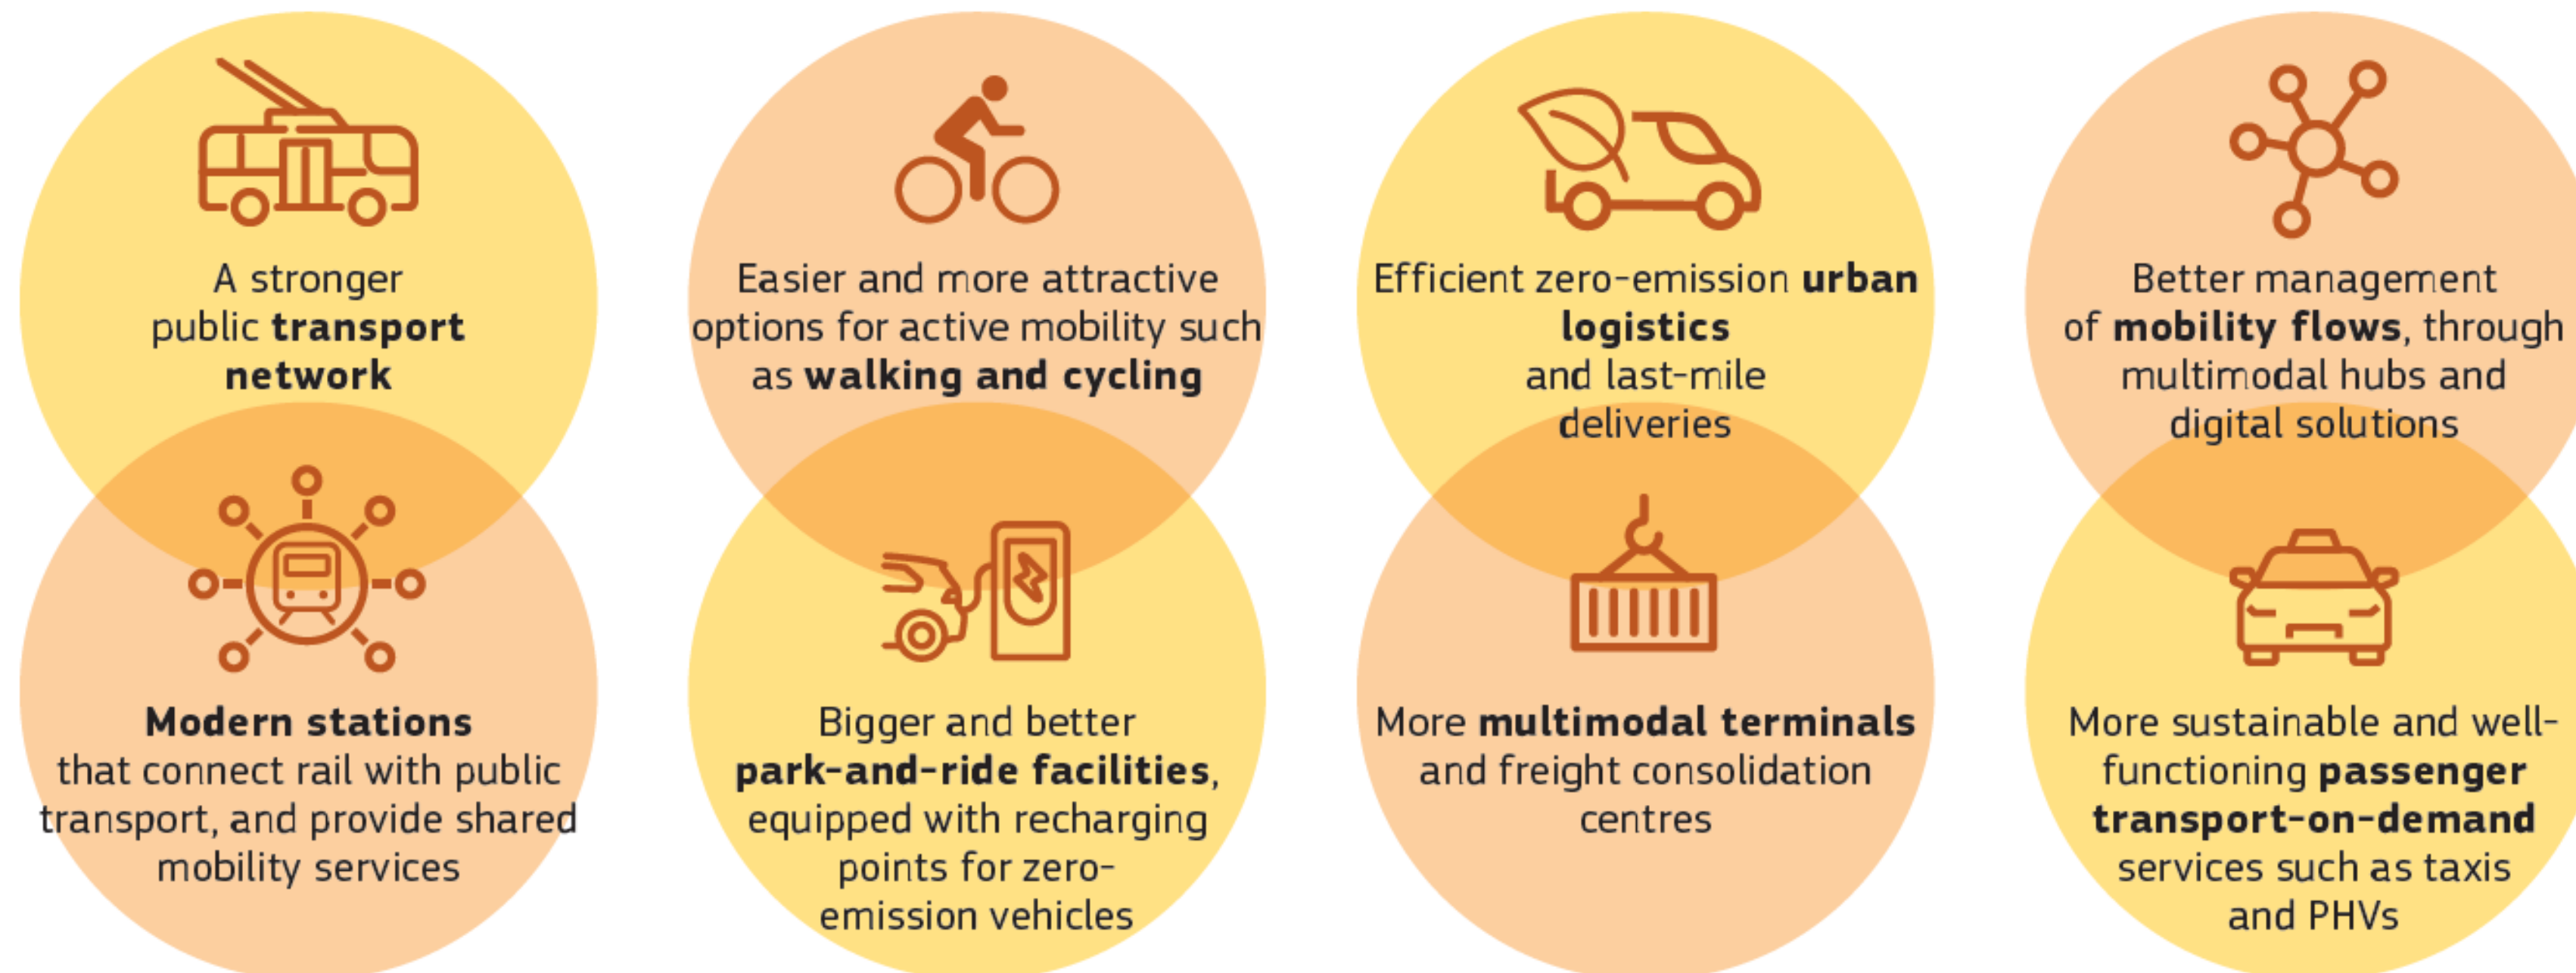 A stronger
public transport
network
Easier and more attractive
options for active mobility such
as walking and cycling
Efficient zero-emission urban
logistics
and last-mile
deliveries
Better management
of mobility flows, through
multimodal hubs and
digital solutions
Modern stations
that connect rail with public
transport, and provide shared
mobility services
Bigger and better
park-and-ride facilities,
equipped with recharging
points for zero-
emission vehicles
More multimodal terminals
and freight consolidation
centres
More sustainable and well-
functioning passenger
transport-on-demand
services such as taxis
and PHVs